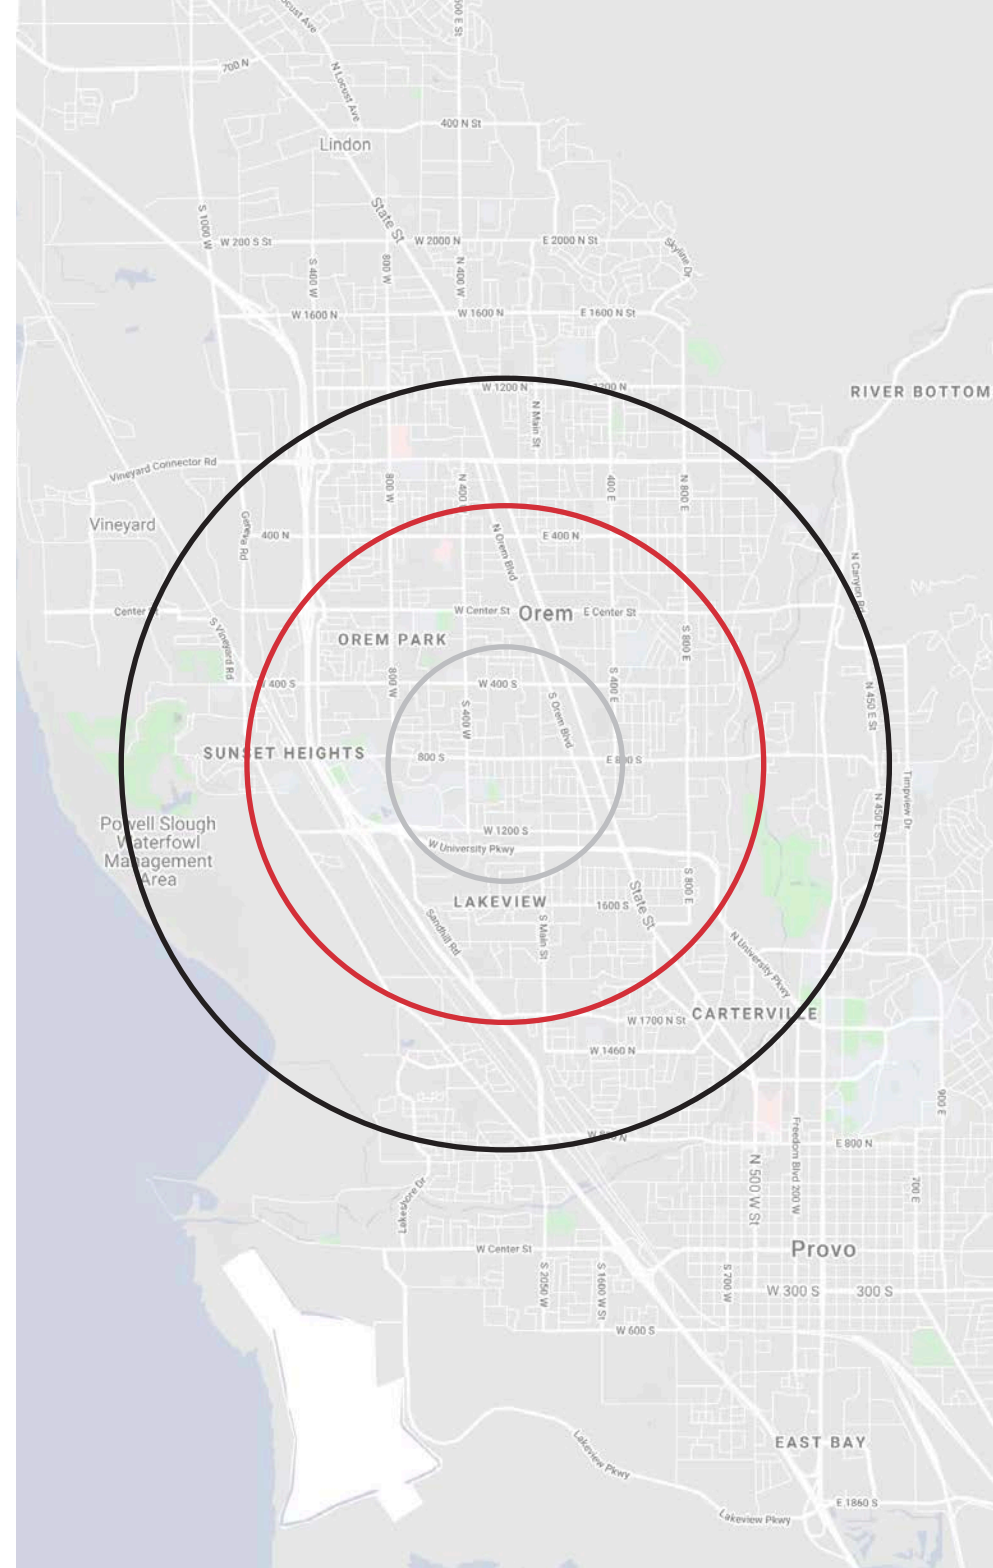 700 N
N Locust Ave
400 N St
Lindon
State St
S 1000 W
W 200 S St
W 2000 N
E 2000 N St
Skyline Dr
S 400 W
800 W
N 400 W
W 1600 N
W 1600 N
E 1600 N St
W 1200 N
1200 N
RIVER BOTTOM
N Main St
Vineyard Connector Rd
800 W
N 400
400 E
N 800 E
Vineyard
Geneva Rd
400 N
N Orem Blvd
E 400 N
N Canyon Rd
Center
W Center St
Orem
E Center St
S Vineyard Rd
OREM PARK
S 800 E
800 W
W 400 S
S 400 E
400 S
S 400 W
S Orem Blvd
N 450 E St
SUNSET HEIGHTS
800 S
E 800 S
Timpview Dr
N 450 E St
Powell Slough
Waterfowl
Management
Area
W 1200 S
W University Pkwy
S 800 E
LAKEVIEW
1600 S
State St
Sandhill Rd
S Main St
N University Pkwy
W 1700 N St
CARTERVILLE
W 1460 N
900 E
E 800 N
Freedom Blvd 200 W
N 500 W St
700 E
Lakeshore Dr
W Center St
Provo
S 2050 W
S 1600 W St
S 700 W
W 300 S
300 S
W 600 S
EAST BAY
Lakeview Pkwy
E 1860 S
Lakeview Pkwy